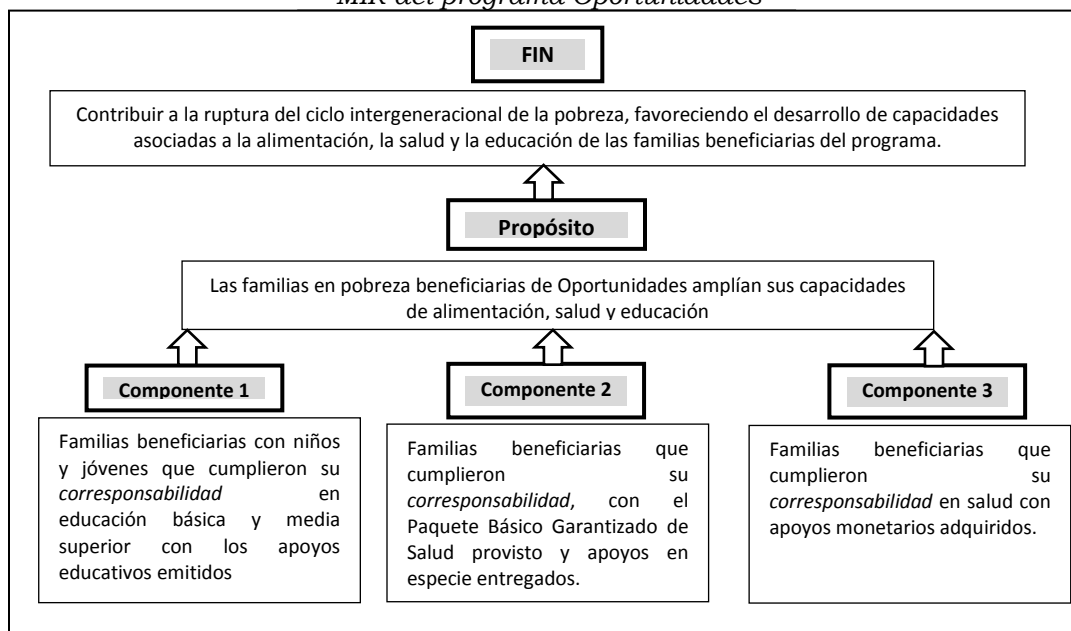 MIR del programa Oportunidades
FIN
Contribuir a la ruptura del ciclo intergeneracional de la pobreza, favoreciendo el desarrollo de capacidades
asociadas a la alimentación, la salud y la educación de las familias beneficiarias del programa.
Propósito
Las familias en pobreza beneficiarias de Oportunidades amplían sus capacidades
de alimentación, salud y educación
Componente 1
Familias beneficiarias con niños
y jóvenes que cumplieron su
corresponsabilidad en
educación básica y media
superior con los apoyos
educativos emitidos
Componente 2
Familias beneficiarias que
cumplieron su
corresponsabilidad, con el
Paquete Básico Garantizado de
Salud provisto y apoyos en
especie entregados.
Componente 3
Familias beneficiarias que
cumplieron su
corresponsabilidad en salud con
apoyos monetarios adquiridos.